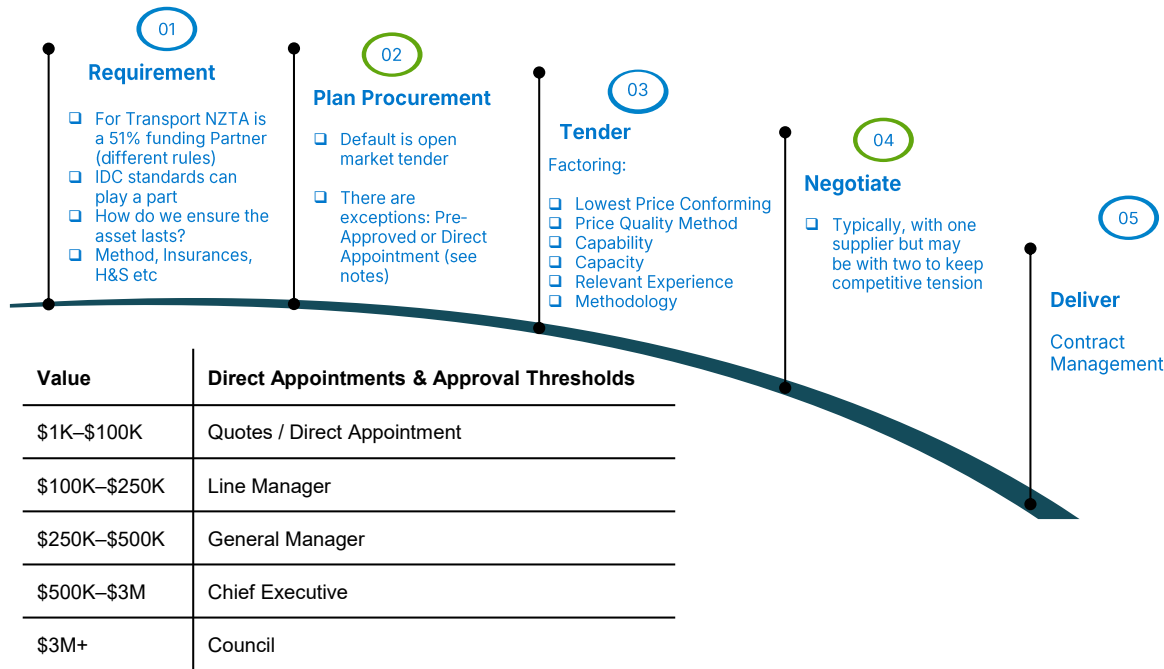 01
Requirement
❑ For Transport NZTA is
a 51% funding Partner
(different rules)
❑ IDC standards can
play a part
❑ How do we ensure the
asset lasts?
❑ Method, Insurances,
H&S etc
02
Plan Procurement
❑ Default is open
market tender
❑ There are
exceptions: Pre-
Approved or Direct
Appointment (see
notes)
03
Tender
Factoring:
❑ Lowest Price Conforming
❑ Price Quality Method
❑ Capability
❑ Capacity
❑ Relevant Experience
❑ Methodology
04
Negotiate
❑ Typically, with one
supplier but may
be with two to keep
competitive tension
05
Deliver
Contract
Management
Value Direct Appointments & Approval Thresholds
$1K–$100K Quotes / Direct Appointment
$100K–$250K Line Manager
$250K–$500K General Manager
$500K–$3M Chief Executive
$3M+ Council